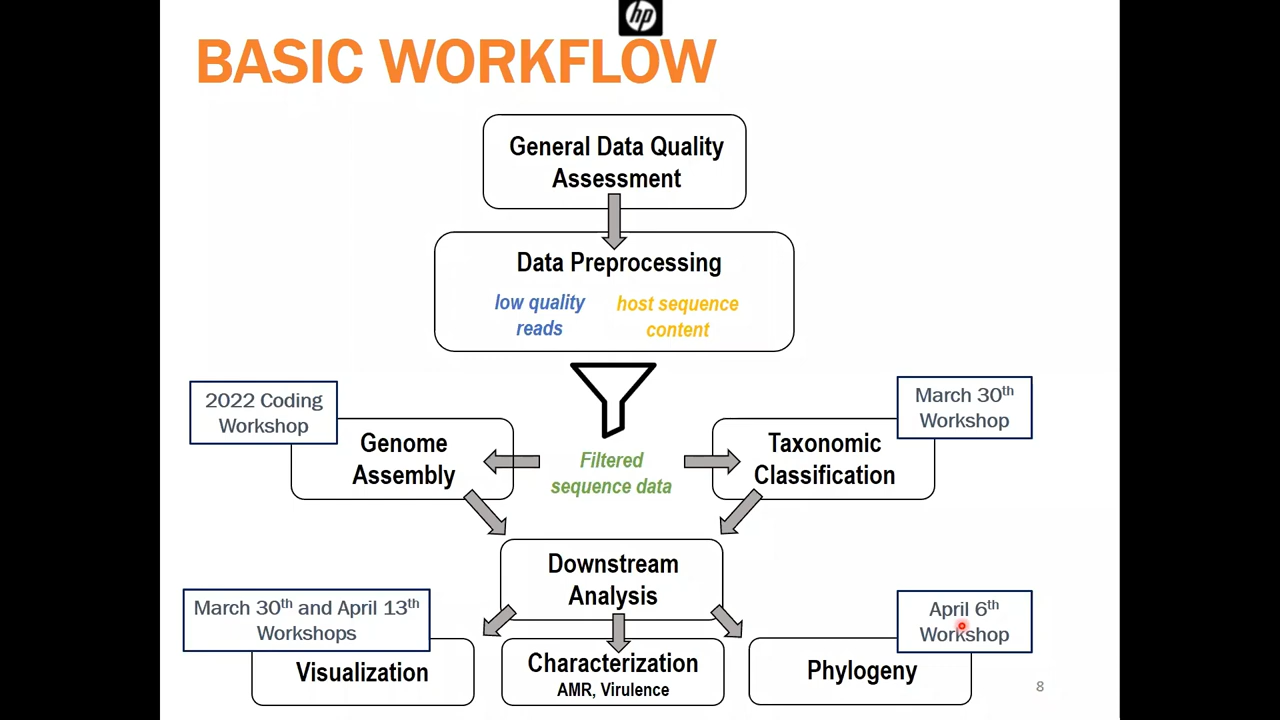 hp
BASIC WORKFLOW
General Data Quality
Assessment
Data Preprocessing
low quality
reads
host sequence
content
2022 Coding
Workshop
March 30th
Workshop
Genome
Assembly
Filtered
sequence data
Taxonomic
Classification
Downstream
Analysis
March 30th and April 13th
Workshops
April 6th
Workshop
Visualization
Characterization
AMR, Virulence
Phylogeny
8